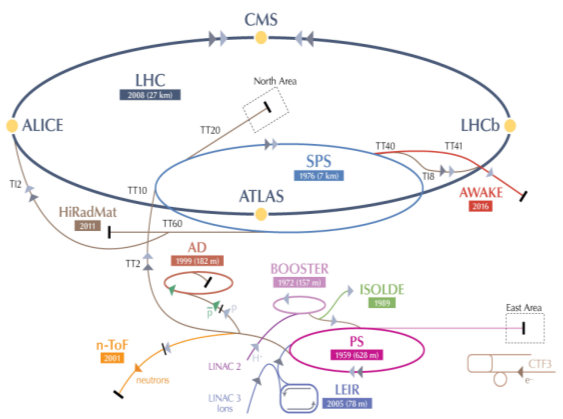 CMS
LHC
2008 (27 km)
North Area
ALICE
LHCb
TT20
TT40
TT41
SPS
1976 (7 km)
TI8
TI2
TT10
ATLAS
AWAKE
2016
HiRadMat
2011
TT60
AD
1999 (182 m)
TT2
BOOSTER
1972 (157 m)
ISOLDE
1989
p
p
East Area
n-ToF
2001
PS
1959 (628 m)
H⁻
LINAC 2
neutrons
CTF3
e⁻
LINAC 3
Ions
LEIR
2005 (78 m)